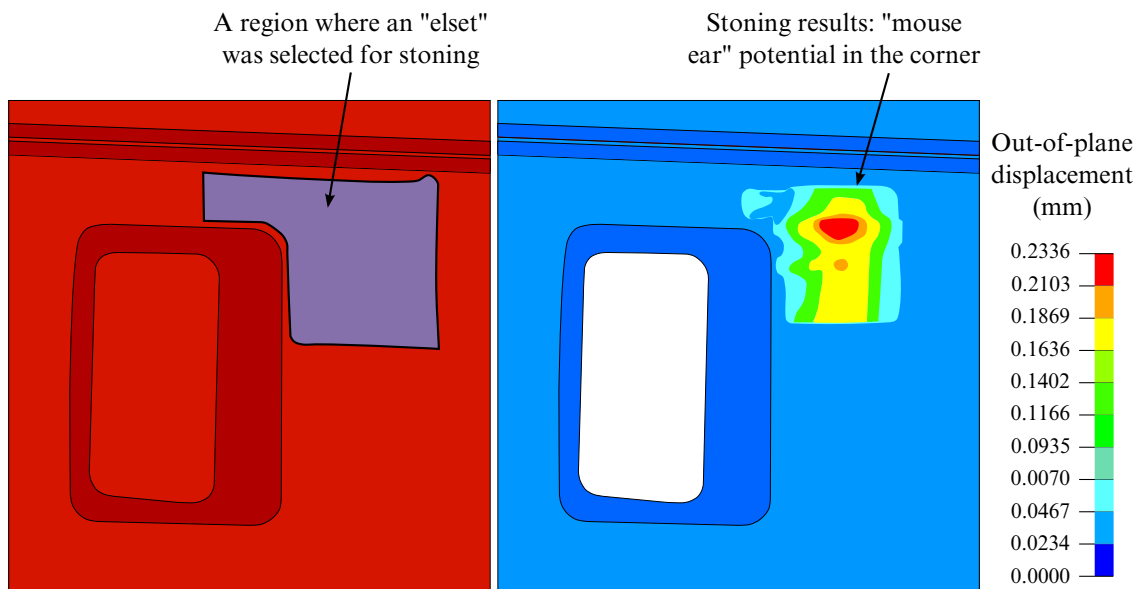 A region where an "elset"
was selected for stoning
Stoning results: "mouse
ear" potential in the corner
Out-of-plane
displacement
(mm)
0.2336
0.2103
0.1869
0.1636
0.1402
0.1166
0.0935
0.0070
0.0467
0.0234
0.0000